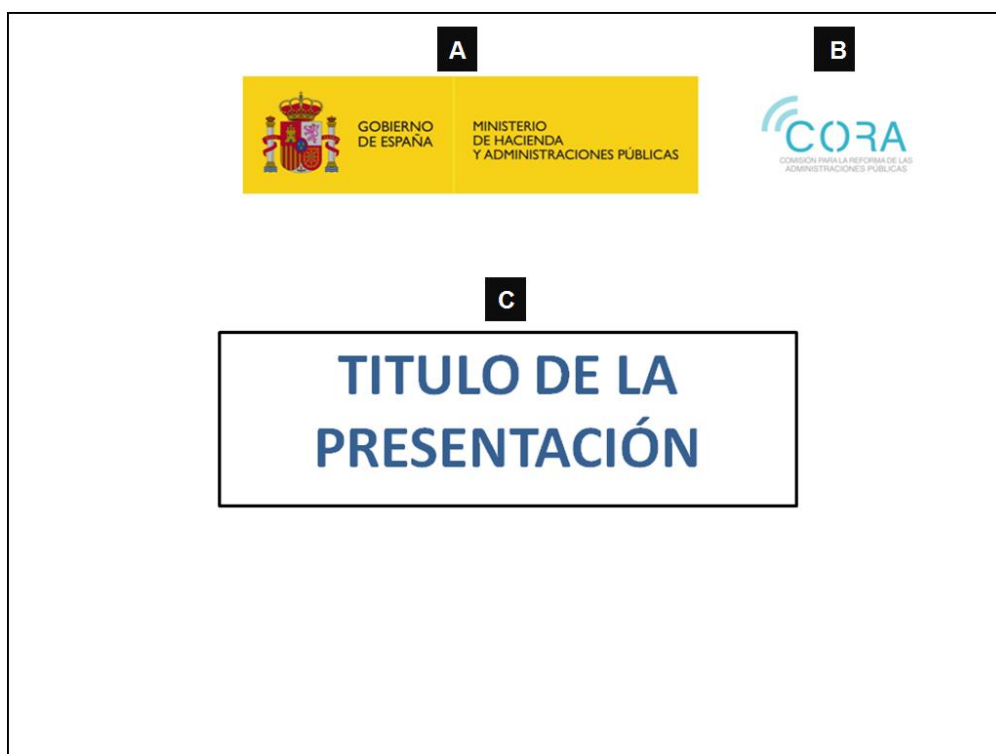 A
B
GOBIERNO
DE ESPAÑA
MINISTERIO
DE HACIENDA
Y ADMINISTRACIONES PÚBLICAS
CORA
COMISIÓN PARA LA REFORMA DE LAS
ADMINISTRACIONES PÚBLICAS
C
TITULO DE LA
PRESENTACIÓN